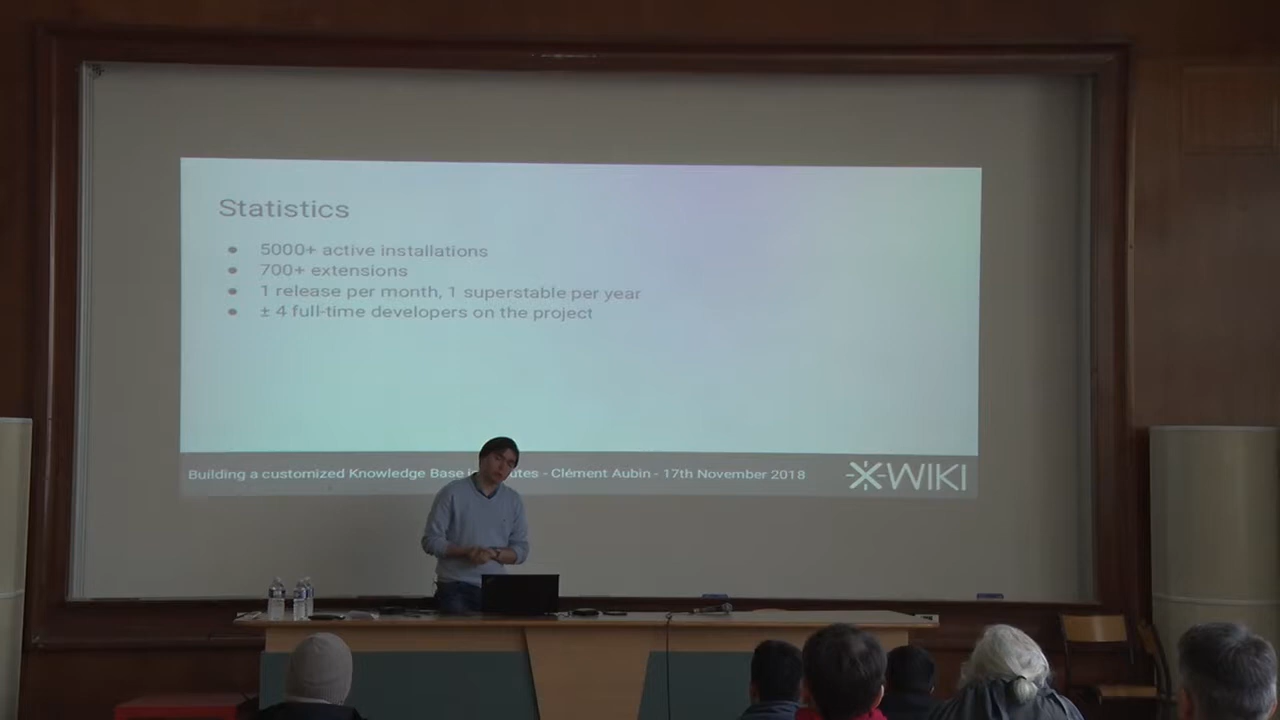 Statistics
● 5000+ active installations
● 700+ extensions
● 1 release per month, 1 superstable per year
● ± 4 full-time developers on the project
Building a customized Knowledge Base - Clément Aubin - 17th November 2018
XWIKI